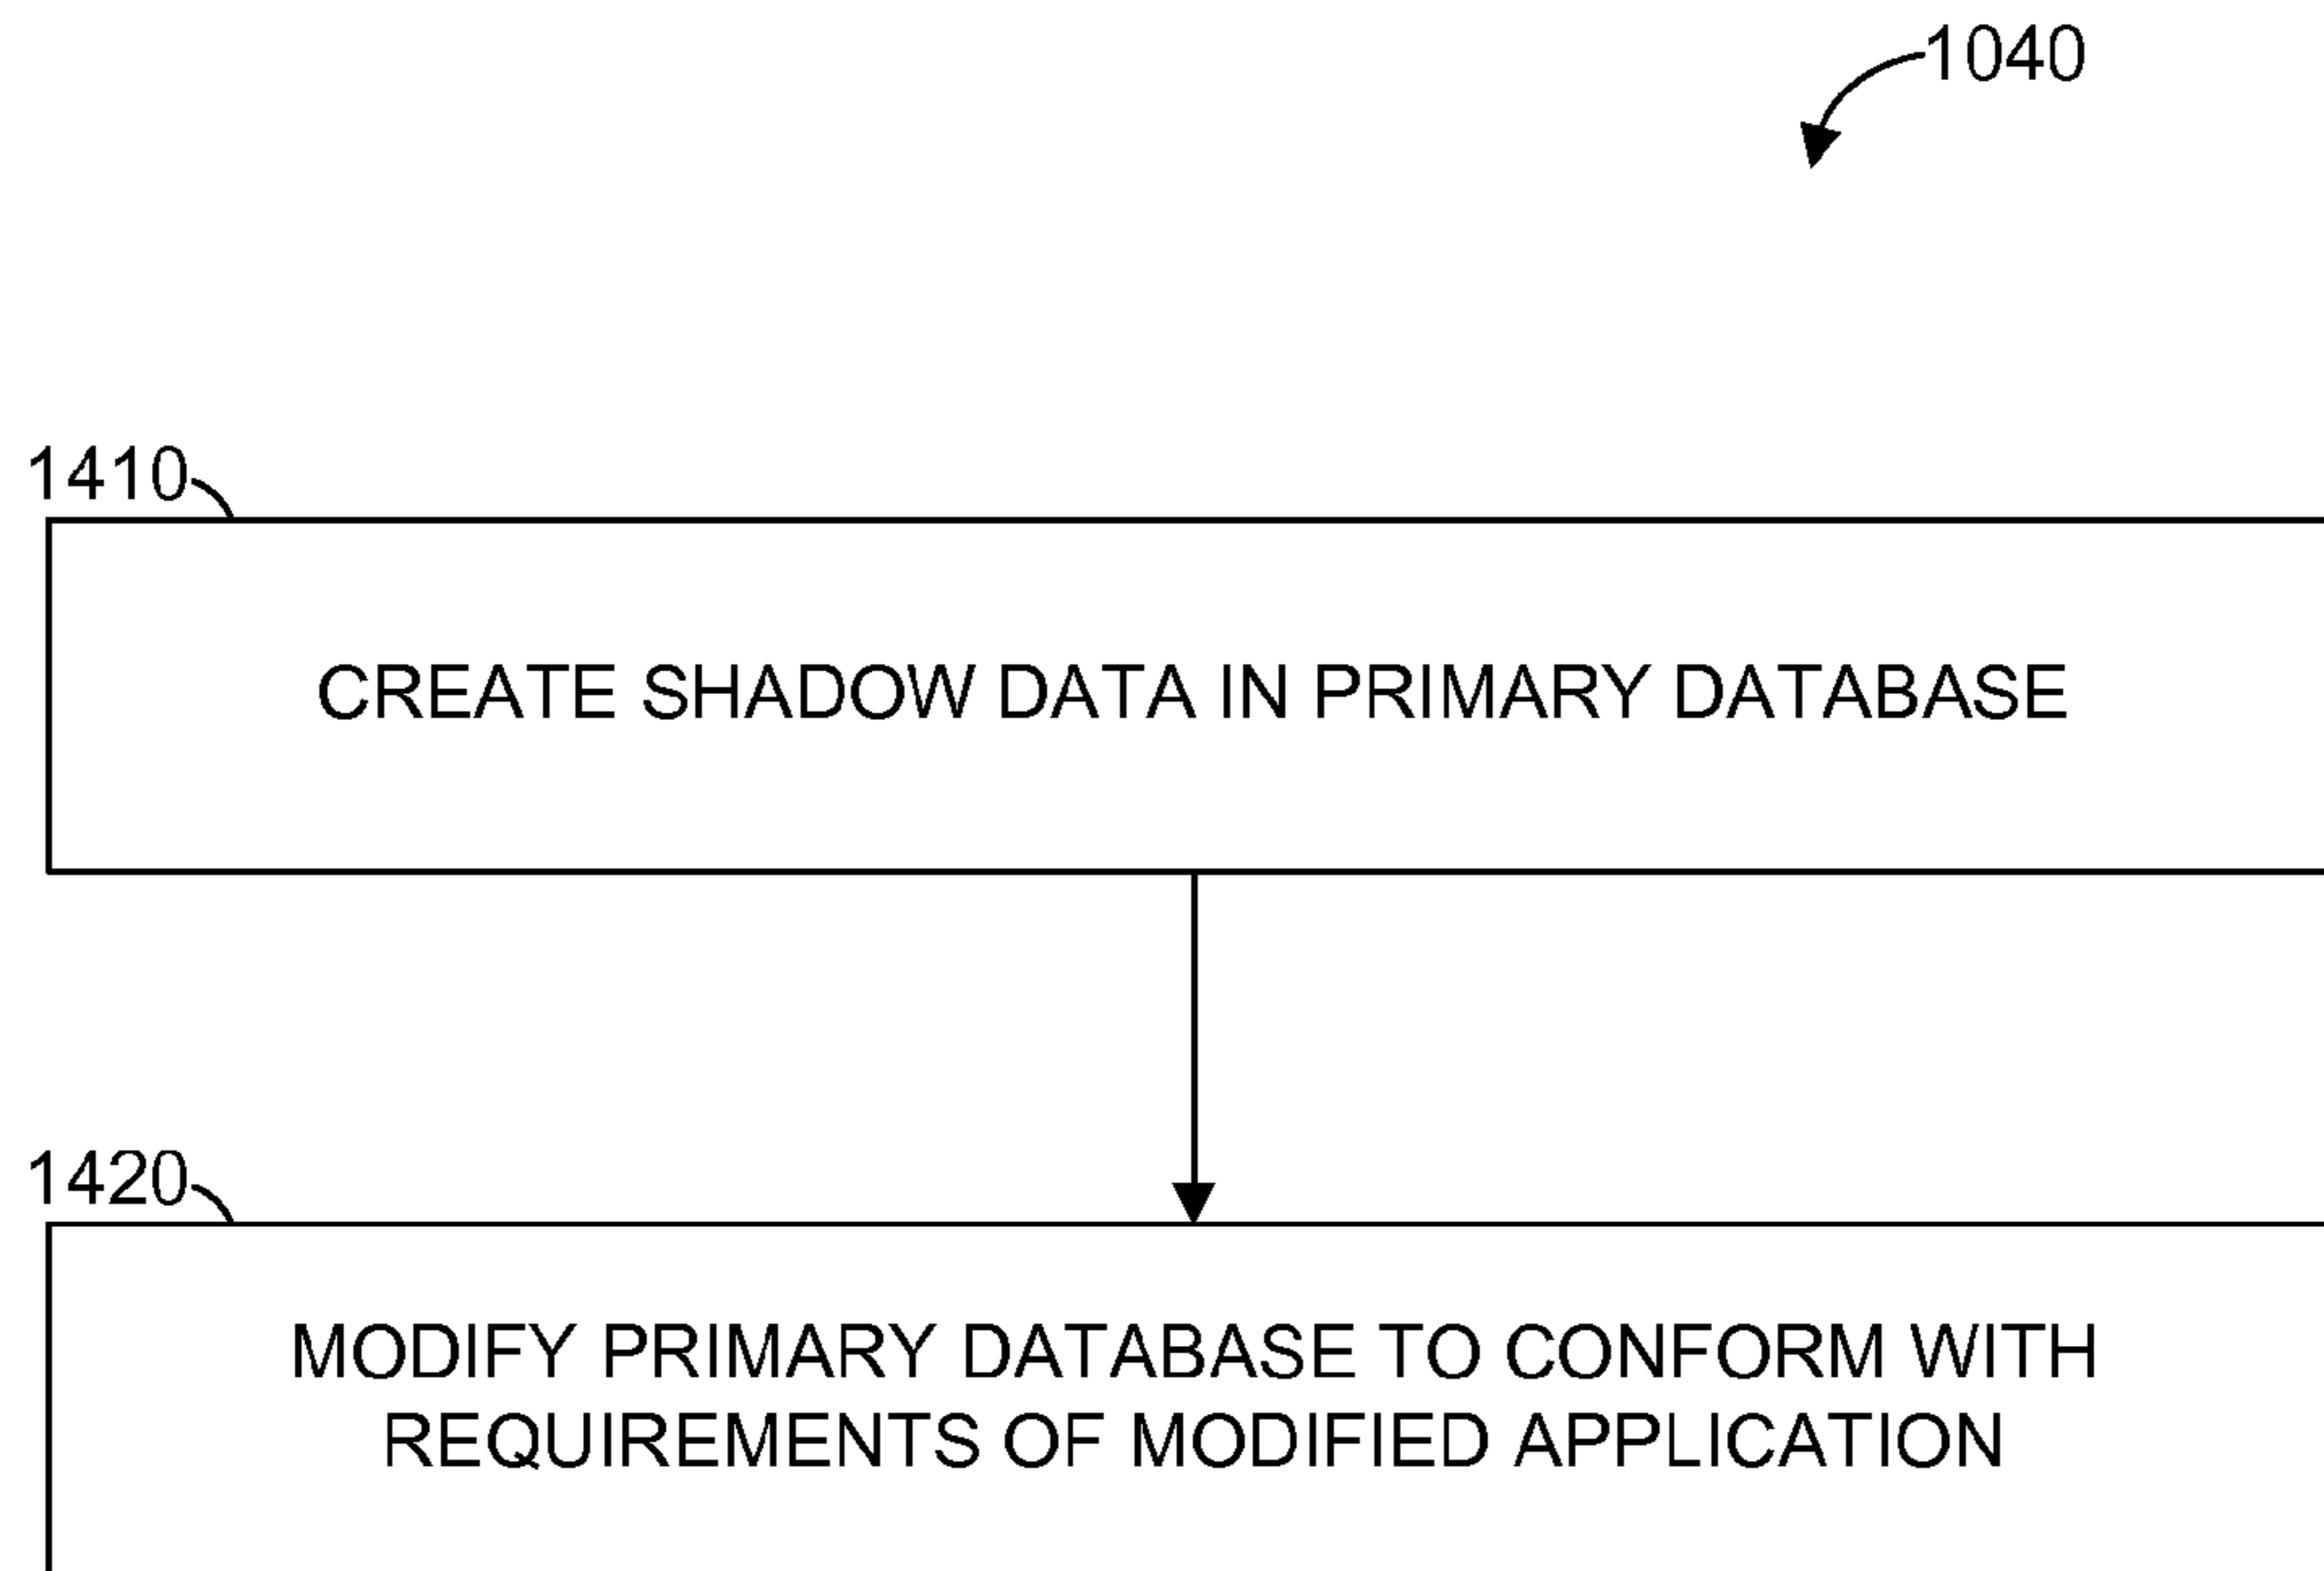 1040
1410
CREATE SHADOW DATA IN PRIMARY DATABASE
1420
MODIFY PRIMARY DATABASE TO CONFORM WITH
REQUIREMENTS OF MODIFIED APPLICATION